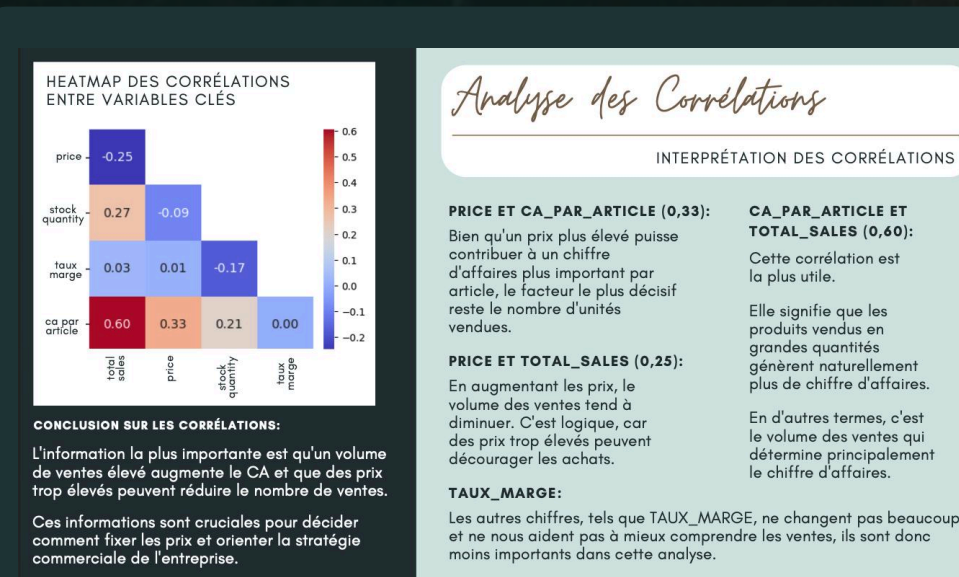 HEATMAP DES CORRÉLATIONS
ENTRE VARIABLES CLÉS
price
-0.25
stock
quantity
0.27
-0.09
taux
marge
0.03
0.01
-0.17
ca par
article
0.60
0.33
0.21
0.00
total
sales
price
stock
quantity
taux
marge
0.6
0.5
0.4
0.3
0.2
0.1
0.0
-0.1
-0.2
CONCLUSION SUR LES CORRÉLATIONS:
L'information la plus importante est qu'un volume
de ventes élevé augmente le CA et que des prix
trop élevés peuvent réduire le nombre de ventes.
Ces informations sont cruciales pour décider
comment fixer les prix et orienter la stratégie
commerciale de l'entreprise.
Analyse des Corrélations
INTERPRÉTATION DES CORRÉLATIONS
PRICE ET CA_PAR_ARTICLE (0,33):
Bien qu'un prix plus élevé puisse
contribuer à un chiffre
d'affaires plus important par
article, le facteur le plus décisif
reste le nombre d'unités
vendues.
PRICE ET TOTAL_SALES (0,25):
En augmentant les prix, le
volume des ventes tend à
diminuer. C'est logique, car
des prix trop élevés peuvent
décourager les achats.
CA_PAR_ARTICLE ET
TOTAL_SALES (0,60):
Cette corrélation est
la plus utile.
Elle signifie que les
produits vendus en
grandes quantités
génèrent naturellement
plus de chiffre d'affaires.
En d'autres termes, c'est
le volume des ventes qui
détermine principalement
le chiffre d'affaires.
TAUX_MARGE:
Les autres chiffres, tels que TAUX_MARGE, ne changent pas beaucoup
et ne nous aident pas à mieux comprendre les ventes, ils sont donc
moins importants dans cette analyse.